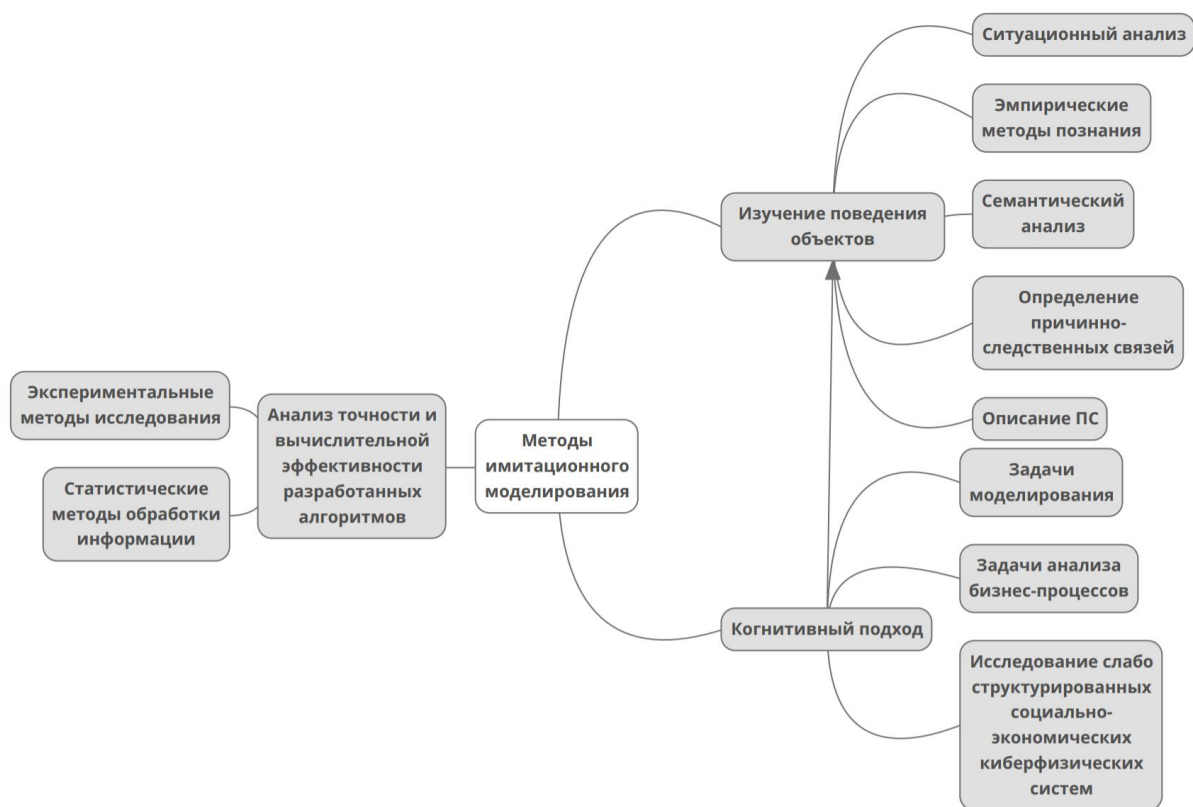 Ситуационный анализ
Эмпирические
методы познания
Изучение поведения
объектов
Семантический
анализ
Определение
причинно-
следственных связей
Описание ПС
Экспериментальные
методы исследования
Статистические
методы обработки
информации
Анализ точности и
вычислительной
эффективности
разработанных
алгоритмов
Методы
имитационного
моделирования
Задачи
моделирования
Задачи анализа
бизнес-процессов
Когнитивный подход
Исследование слабо
структурированных
социально-
экономических
киберфизических
систем